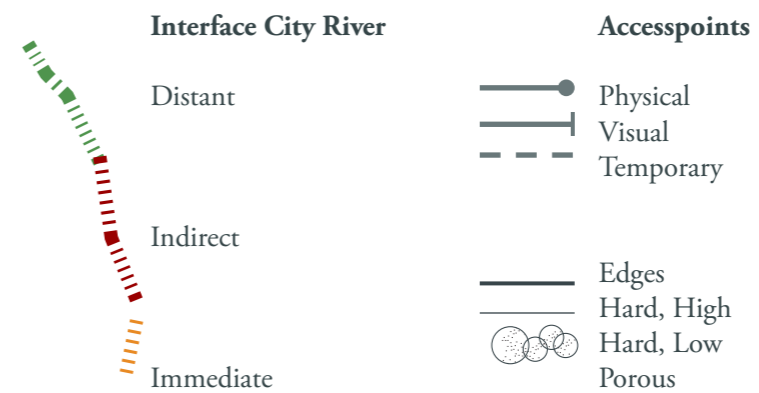 Interface City River
Distant
Indirect
Immediate
Accesspoints
Physical
Visual
Temporary
Edges
Hard, High
Hard, Low
Porous